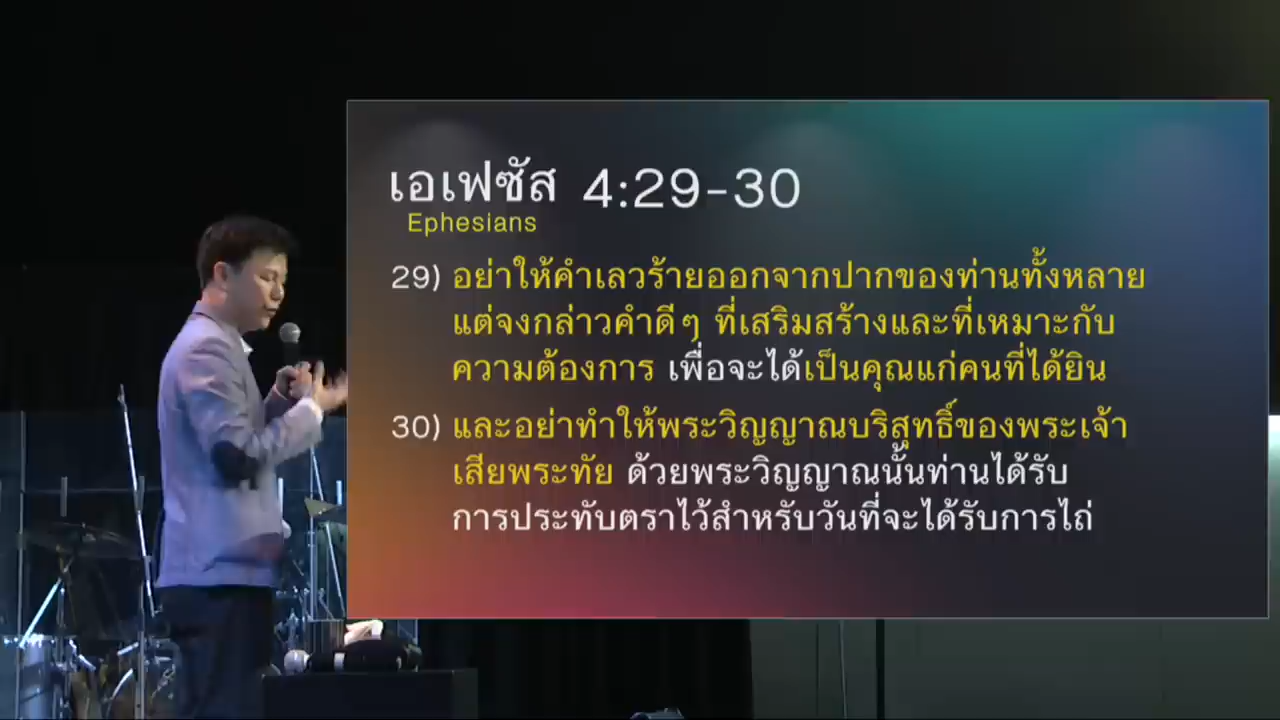 เอเฟซัส 4:29-30
Ephesians
29) อย่าให้คำเลวร้ายออกจากปากของท่านทั้งหลาย
แต่จงกล่าวคำดีๆ ที่เสริมสร้างและที่เหมาะกับ
ความต้องการ เพื่อจะได้เป็นคุณแก่คนที่ได้ยิน
30) และอย่าทำให้พระวิญญาณบริสุทธิ์ของพระเจ้า
เสียพระทัย ด้วยพระวิญญาณนั้นท่านได้รับ
การประทับตราไว้สำหรับวันที่จะได้รับการไถ่